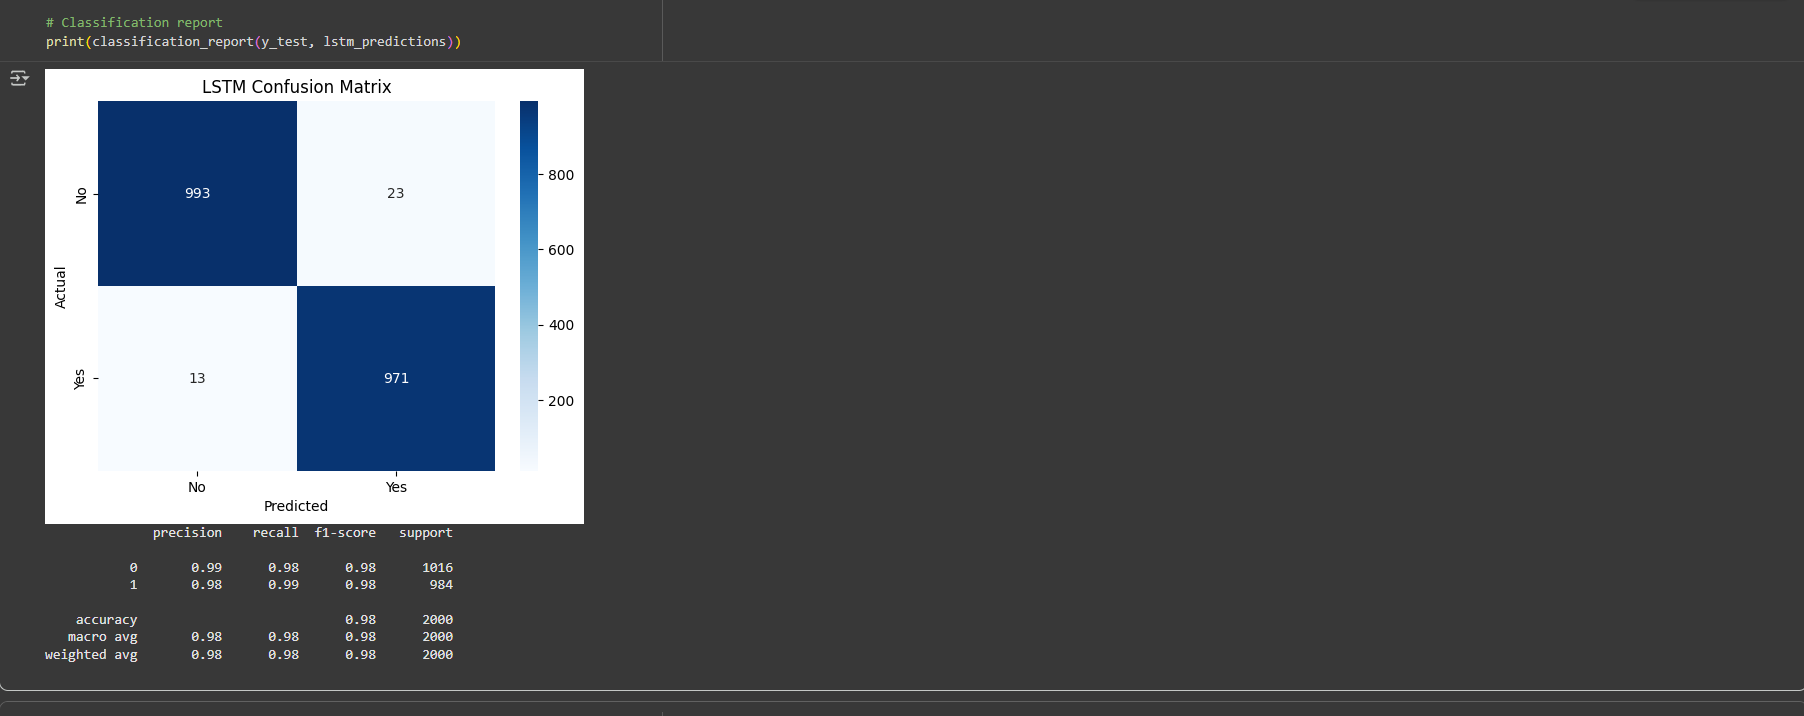 # Classification report
print(classification_report(y_test, lstm_predictions))
LSTM Confusion Matrix
993 23
13 971
No
Yes
Actual
No Yes
Predicted
800
600
400
200
precision recall f1-score support
0 0.99 0.98 0.98 1016
1 0.98 0.99 0.98 984
accuracy 0.98 2000
macro avg 0.98 0.98 0.98 2000
weighted avg 0.98 0.98 0.98 2000